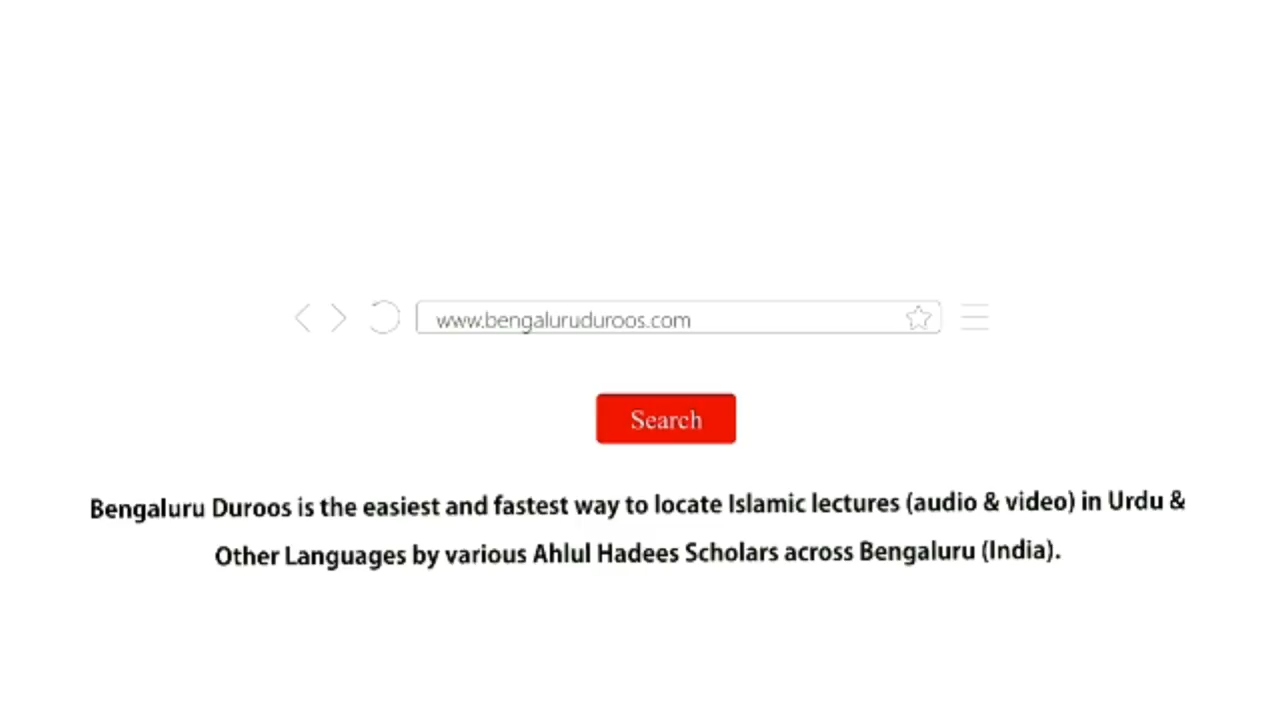 www.bengaluruduroos.com
Search
Bengaluru Duroos is the easiest and fastest way to locate Islamic lectures (audio & video) in Urdu &
Other Languages by various Ahlul Hadees Scholars across Bengaluru (India).